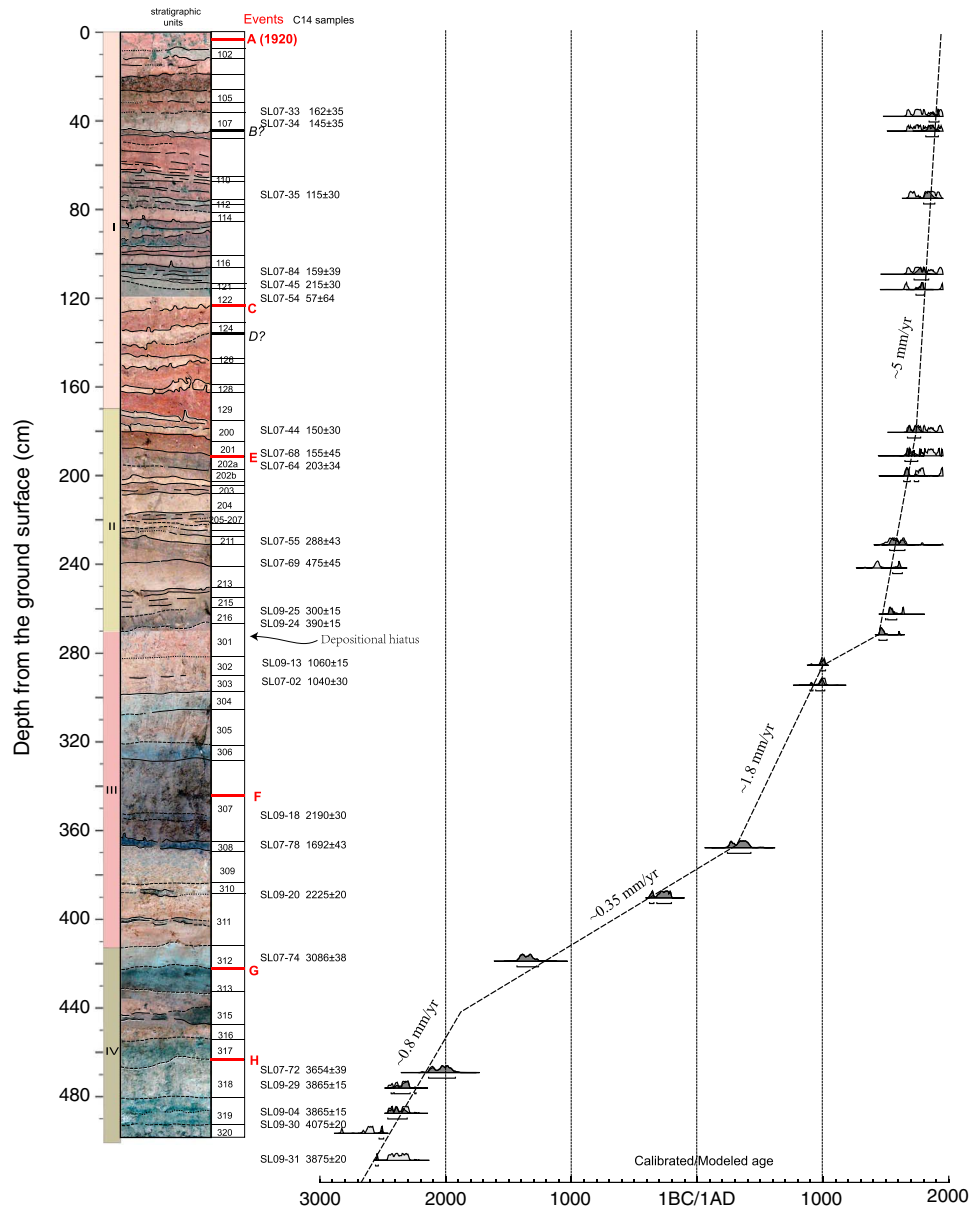 stratigraphic
units
Events C14 samples
0
40
80
120
160
200
240
280
320
360
400
440
480
Depth from the ground surface (cm)
I
II
III
IV
102
105
107
110
112
114
116
121
122
124
126
128
129
200
201
202a
202b
203
204
205-207
211
213
215
216
301
302
303
304
305
306
307
308
309
310
311
312
313
315
316
317
318
319
320
A (1920)
B?
C
D?
E
F
G
H
SL07-33 162±35
SL07-34 145±35
SL07-35 115±30
SL07-84 159±39
SL07-45 215±30
SL07-54 57±64
SL07-44 150±30
SL07-68 155±45
SL07-64 203±34
SL07-55 288±43
SL07-69 475±45
SL09-25 300±15
SL09-24 390±15
Depositional hiatus
SL09-13 1060±15
SL07-02 1040±30
SL09-18 2190±30
SL07-78 1692±43
SL09-20 2225±20
SL07-74 3086±38
SL07-72 3654±39
SL09-29 3865±15
SL09-04 3865±15
SL09-30 4075±20
SL09-31 3875±20
~5 mm/yr
~1.8 mm/yr
~0.35 mm/yr
~0.8 mm/yr
Calibrated/Modeled age
3000 2000 1000 1BC/1AD 1000 2000